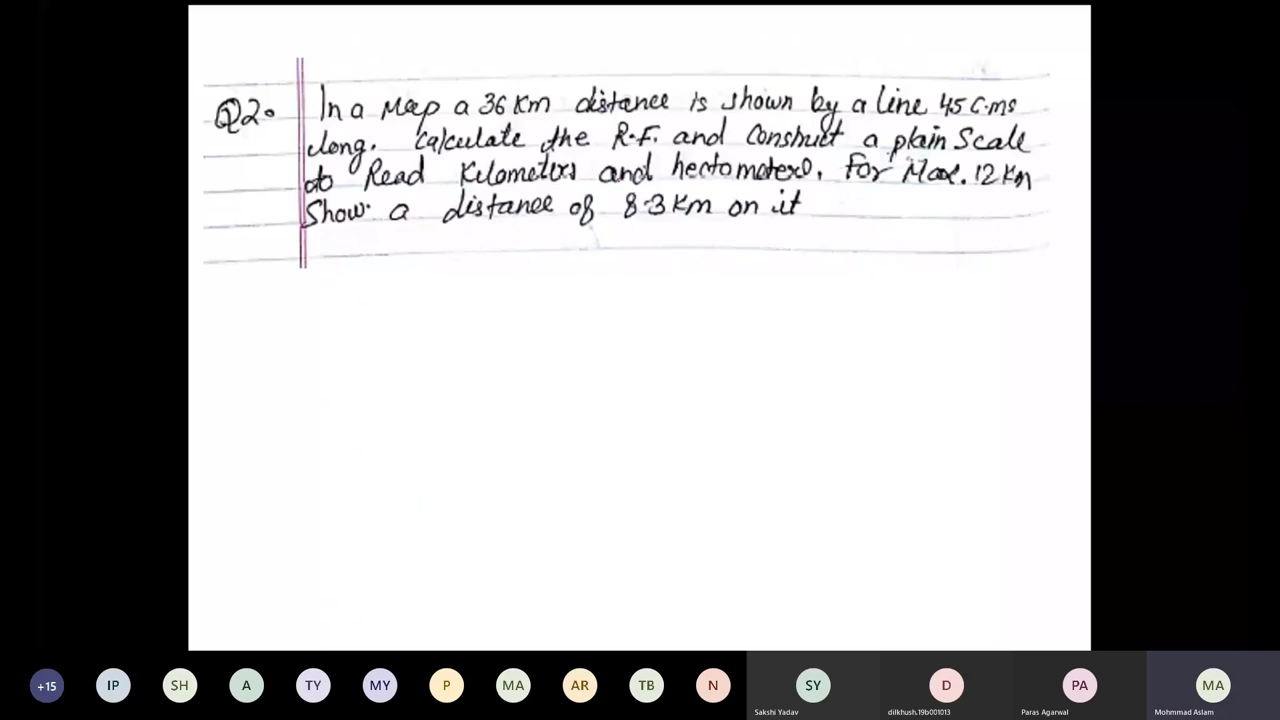 Q2. In a Map a 36 Km distance is shown by a line 45 C.ms
long. Calculate the R.F. and Construct a plain Scale
to Read Kilometers and hectometers. For Max. 12 Km
Show a distance of 8.3 Km on it
+15 IP SH A TY MY P MA AR TB N SY D PA MA
Sakshi Yadav dilkhush.19b001013 Paras Agarwal Mohmmad Aslam